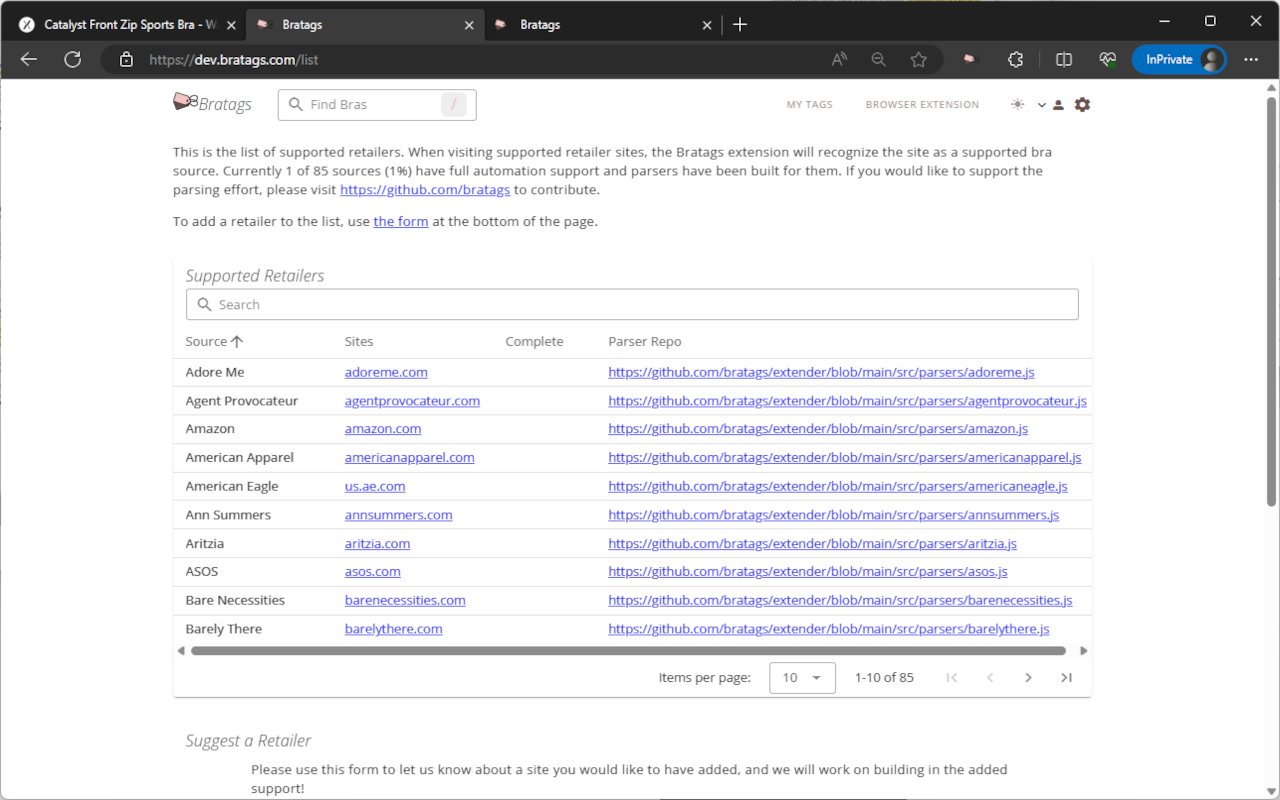 Catalyst Front Zip Sports Bra - W
Bratags
Bratags
https://dev.bratags.com/list
InPrivate
Bratags
Find Bras
/
MY TAGS
BROWSER EXTENSION
This is the list of supported retailers. When visiting supported retailer sites, the Bratags extension will recognize the site as a supported bra
source. Currently 1 of 85 sources (1%) have full automation support and parsers have been built for them. If you would like to support the
parsing effort, please visit https://github.com/bratags to contribute.
To add a retailer to the list, use the form at the bottom of the page.
Supported Retailers
Search
Source Sites Complete Parser Repo
Adore Me adoreme.com https://github.com/bratags/extender/blob/main/src/parsers/adoreme.js
Agent Provocateur agentprovocateur.com https://github.com/bratags/extender/blob/main/src/parsers/agentprovocateur.js
Amazon amazon.com https://github.com/bratags/extender/blob/main/src/parsers/amazon.js
American Apparel americanapparel.com https://github.com/bratags/extender/blob/main/src/parsers/americanapparel.js
American Eagle us.ae.com https://github.com/bratags/extender/blob/main/src/parsers/americaneagle.js
Ann Summers annsummers.com https://github.com/bratags/extender/blob/main/src/parsers/annsummers.js
Aritzia aritzia.com https://github.com/bratags/extender/blob/main/src/parsers/aritzia.js
ASOS asos.com https://github.com/bratags/extender/blob/main/src/parsers/asos.js
Bare Necessities barenecessities.com https://github.com/bratags/extender/blob/main/src/parsers/barenecessities.js
Barely There barelythere.com https://github.com/bratags/extender/blob/main/src/parsers/barelythere.js
Items per page: 10 1-10 of 85
Suggest a Retailer
Please use this form to let us know about a site you would like to have added, and we will work on building in the added
support!